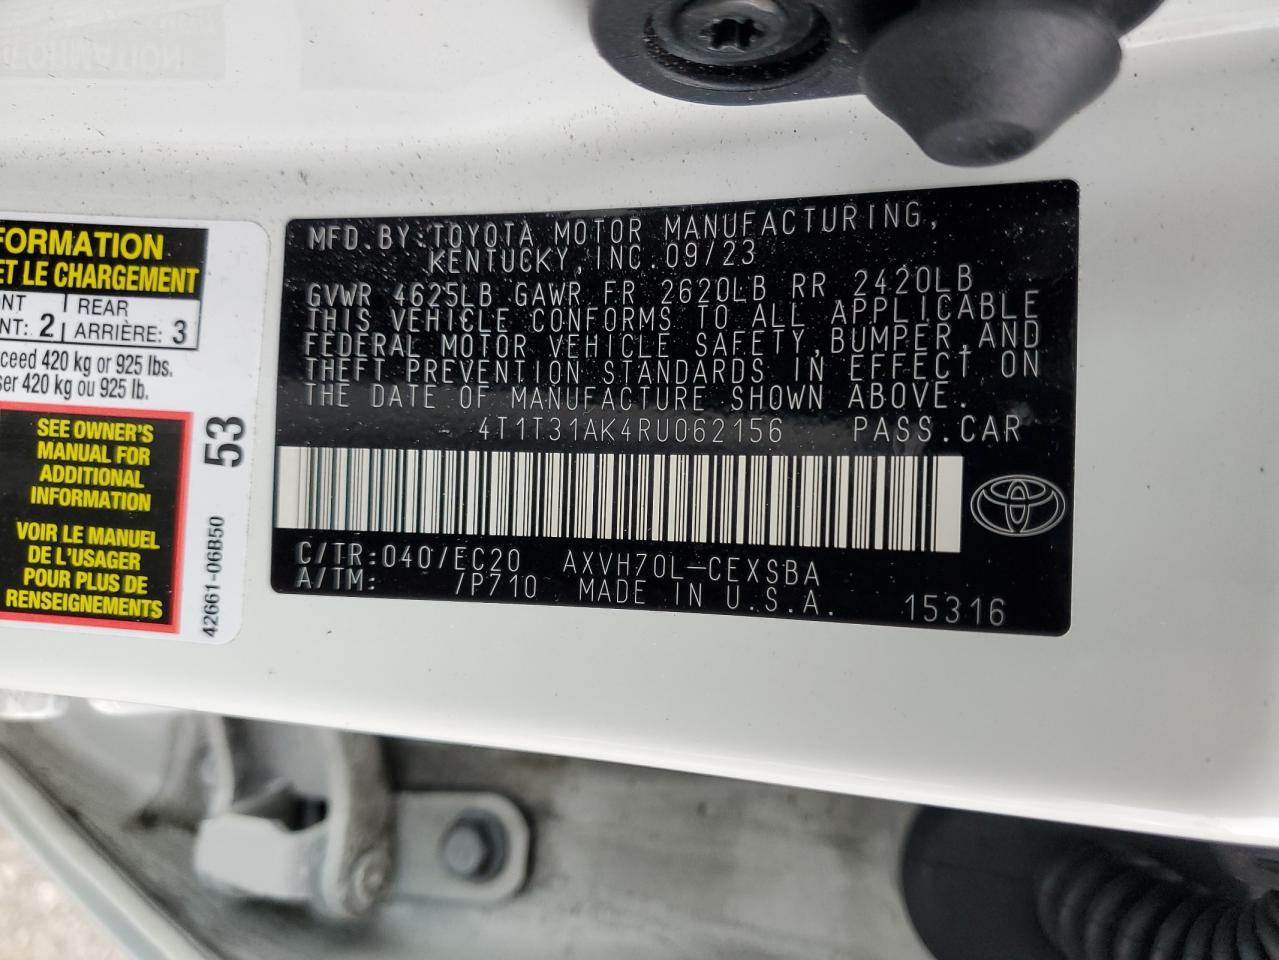 FORMATION
ET LE CHARGEMENT
NT: 2 REAR ARRIÈRE: 3
ceed 420 kg or 925 lbs.
ser 420 kg ou 925 lb.
SEE OWNER'S
MANUAL FOR
ADDITIONAL
INFORMATION
VOIR LE MANUEL
DE L'USAGER
POUR PLUS DE
RENSEIGNEMENTS
53
42661-06B50
MFD.BY:TOYOTA MOTOR MANUFACTURING,
KENTUCKY,INC.09/23
GVWR 4625LB GAWR FR 2620LB RR 2420LB
THIS VEHICLE CONFORMS TO ALL APPLICABLE
FEDERAL MOTOR VEHICLE SAFETY,BUMPER,AND
THEFT PREVENTION STANDARDS IN EFFECT ON
THE DATE OF MANUFACTURE SHOWN ABOVE.
4T1T31AK4RU062156 PASS.CAR
C/TR:040/EC20 AXVH70L-CEXSBA
A/TM: /P710 MADE IN U.S.A. 15316